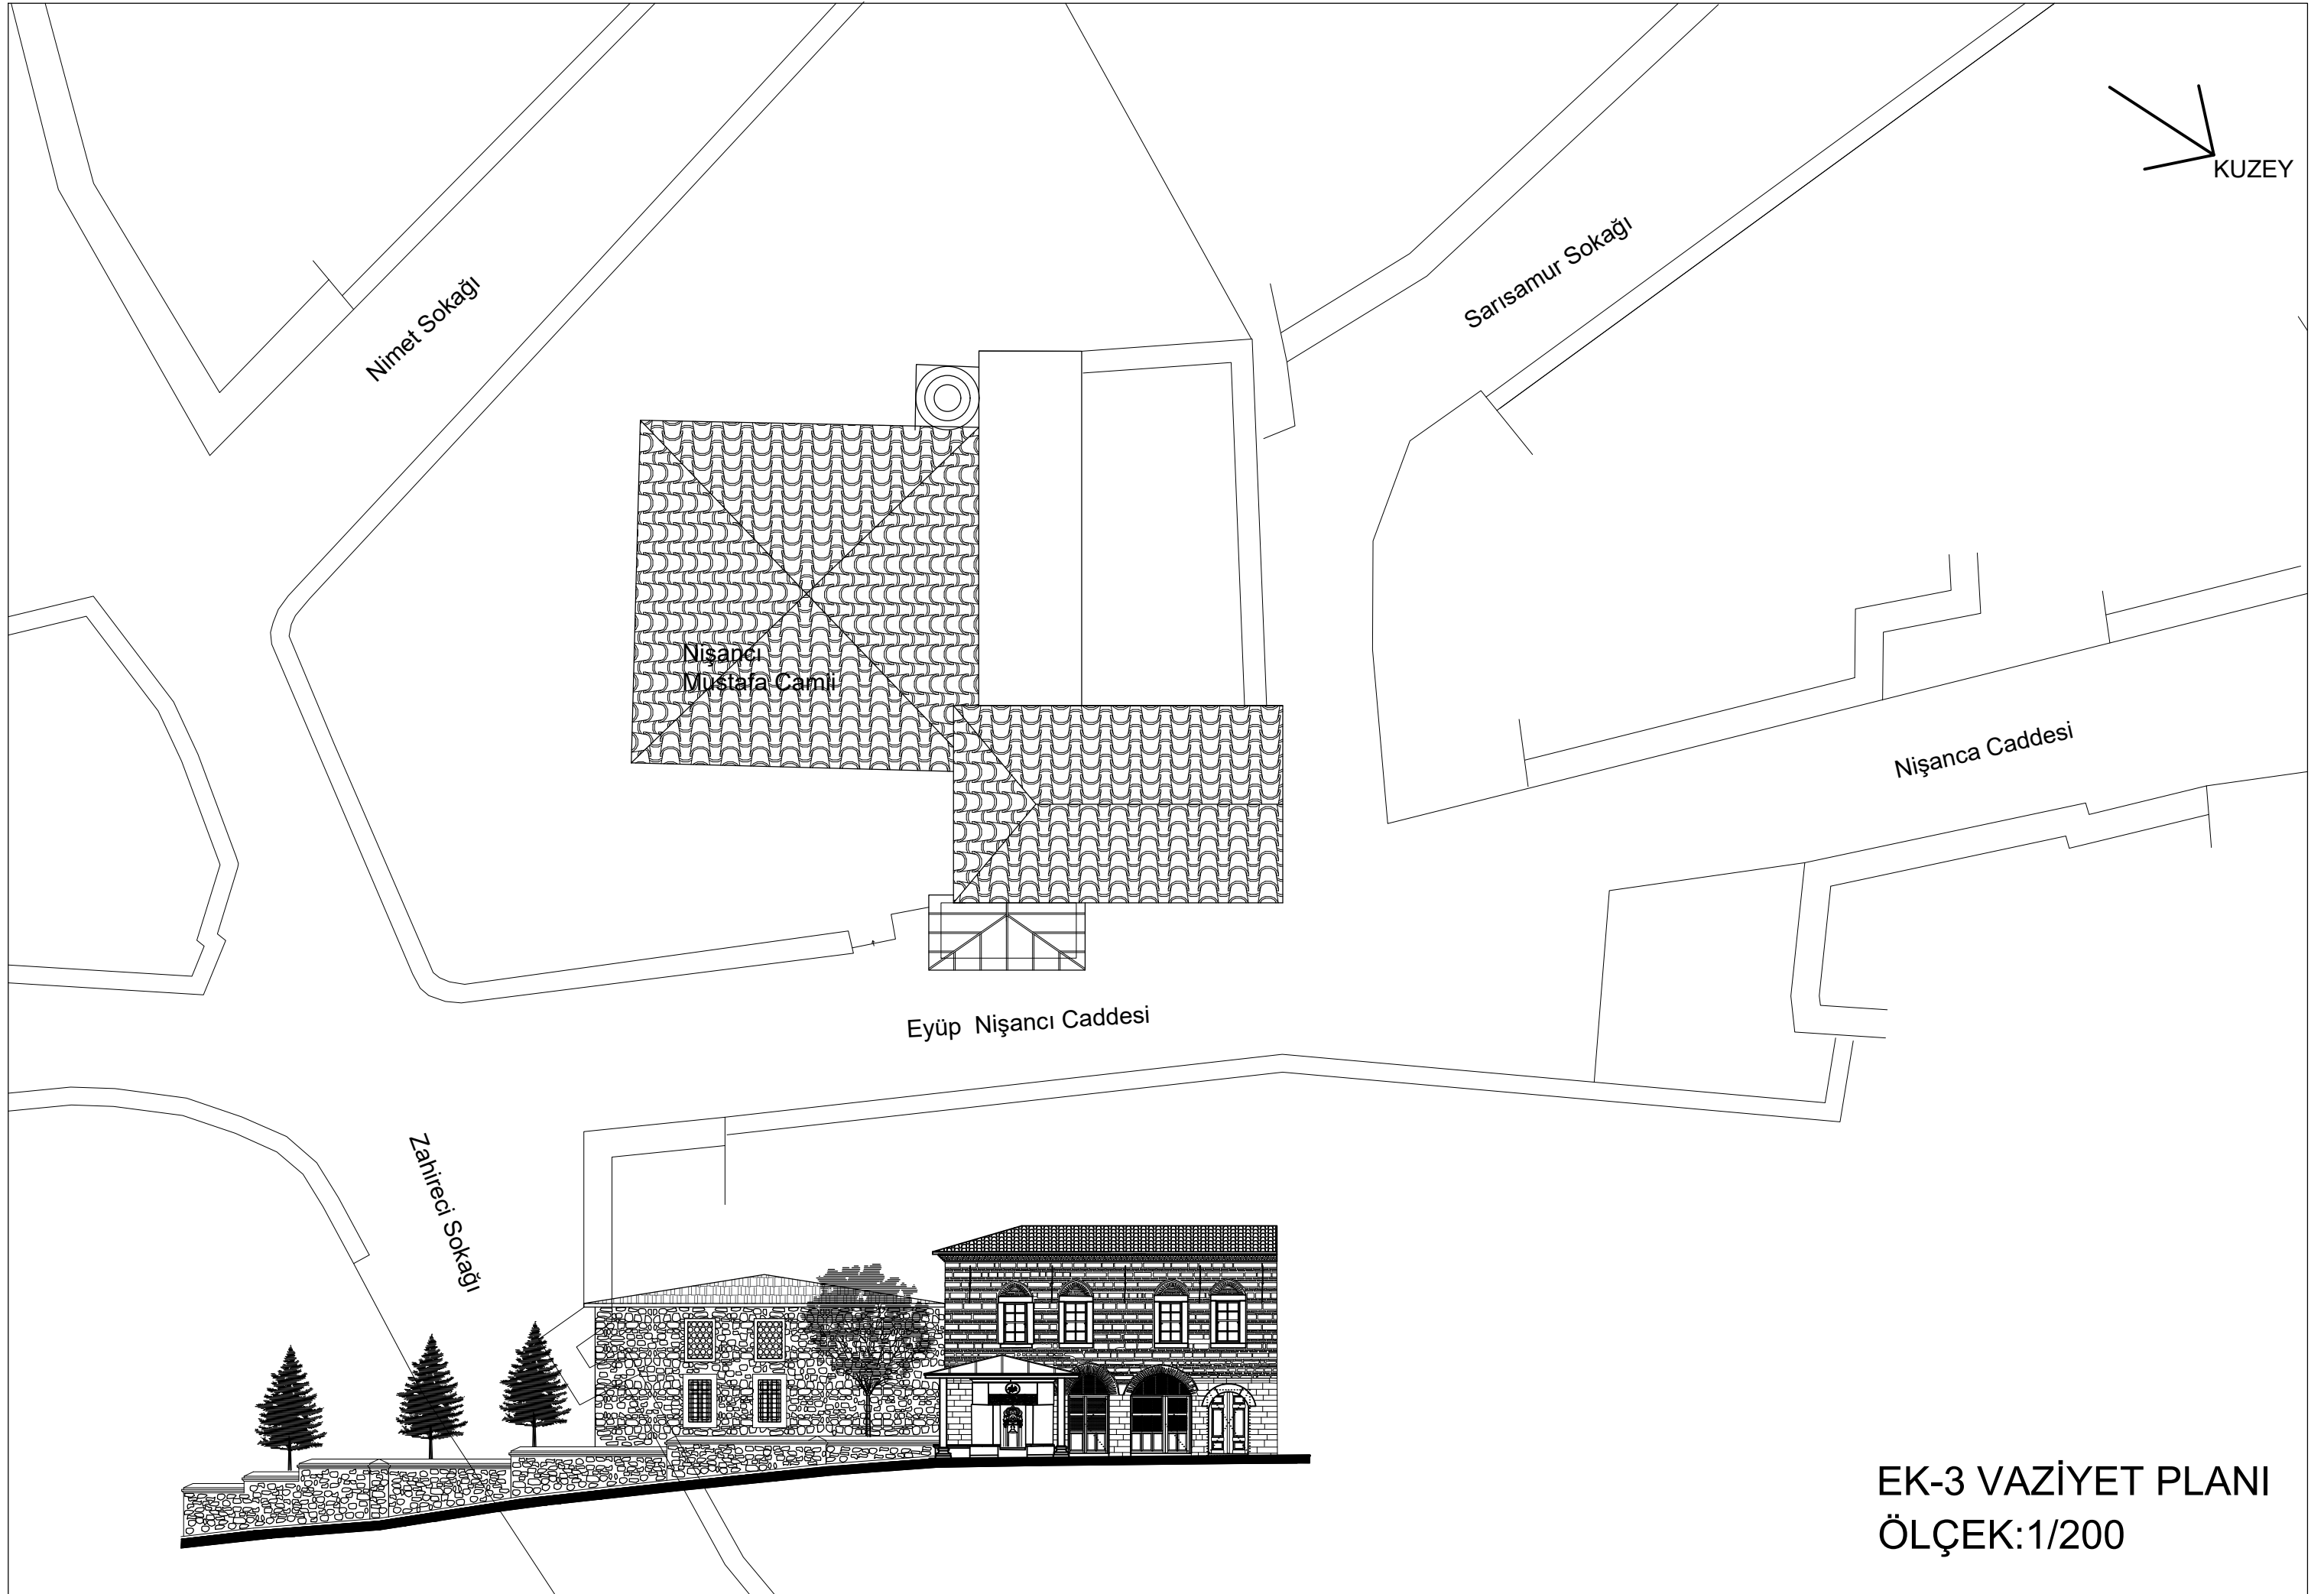 KUZEY
Sarısamur Sokağı
Nimet Sokağı
Nişancı
Mustafa Camii
Nişanca Caddesi
Eyüp Nişancı Caddesi
Zahireci Sokağı
EK-3 VAZİYET PLANI
ÖLÇEK:1/200